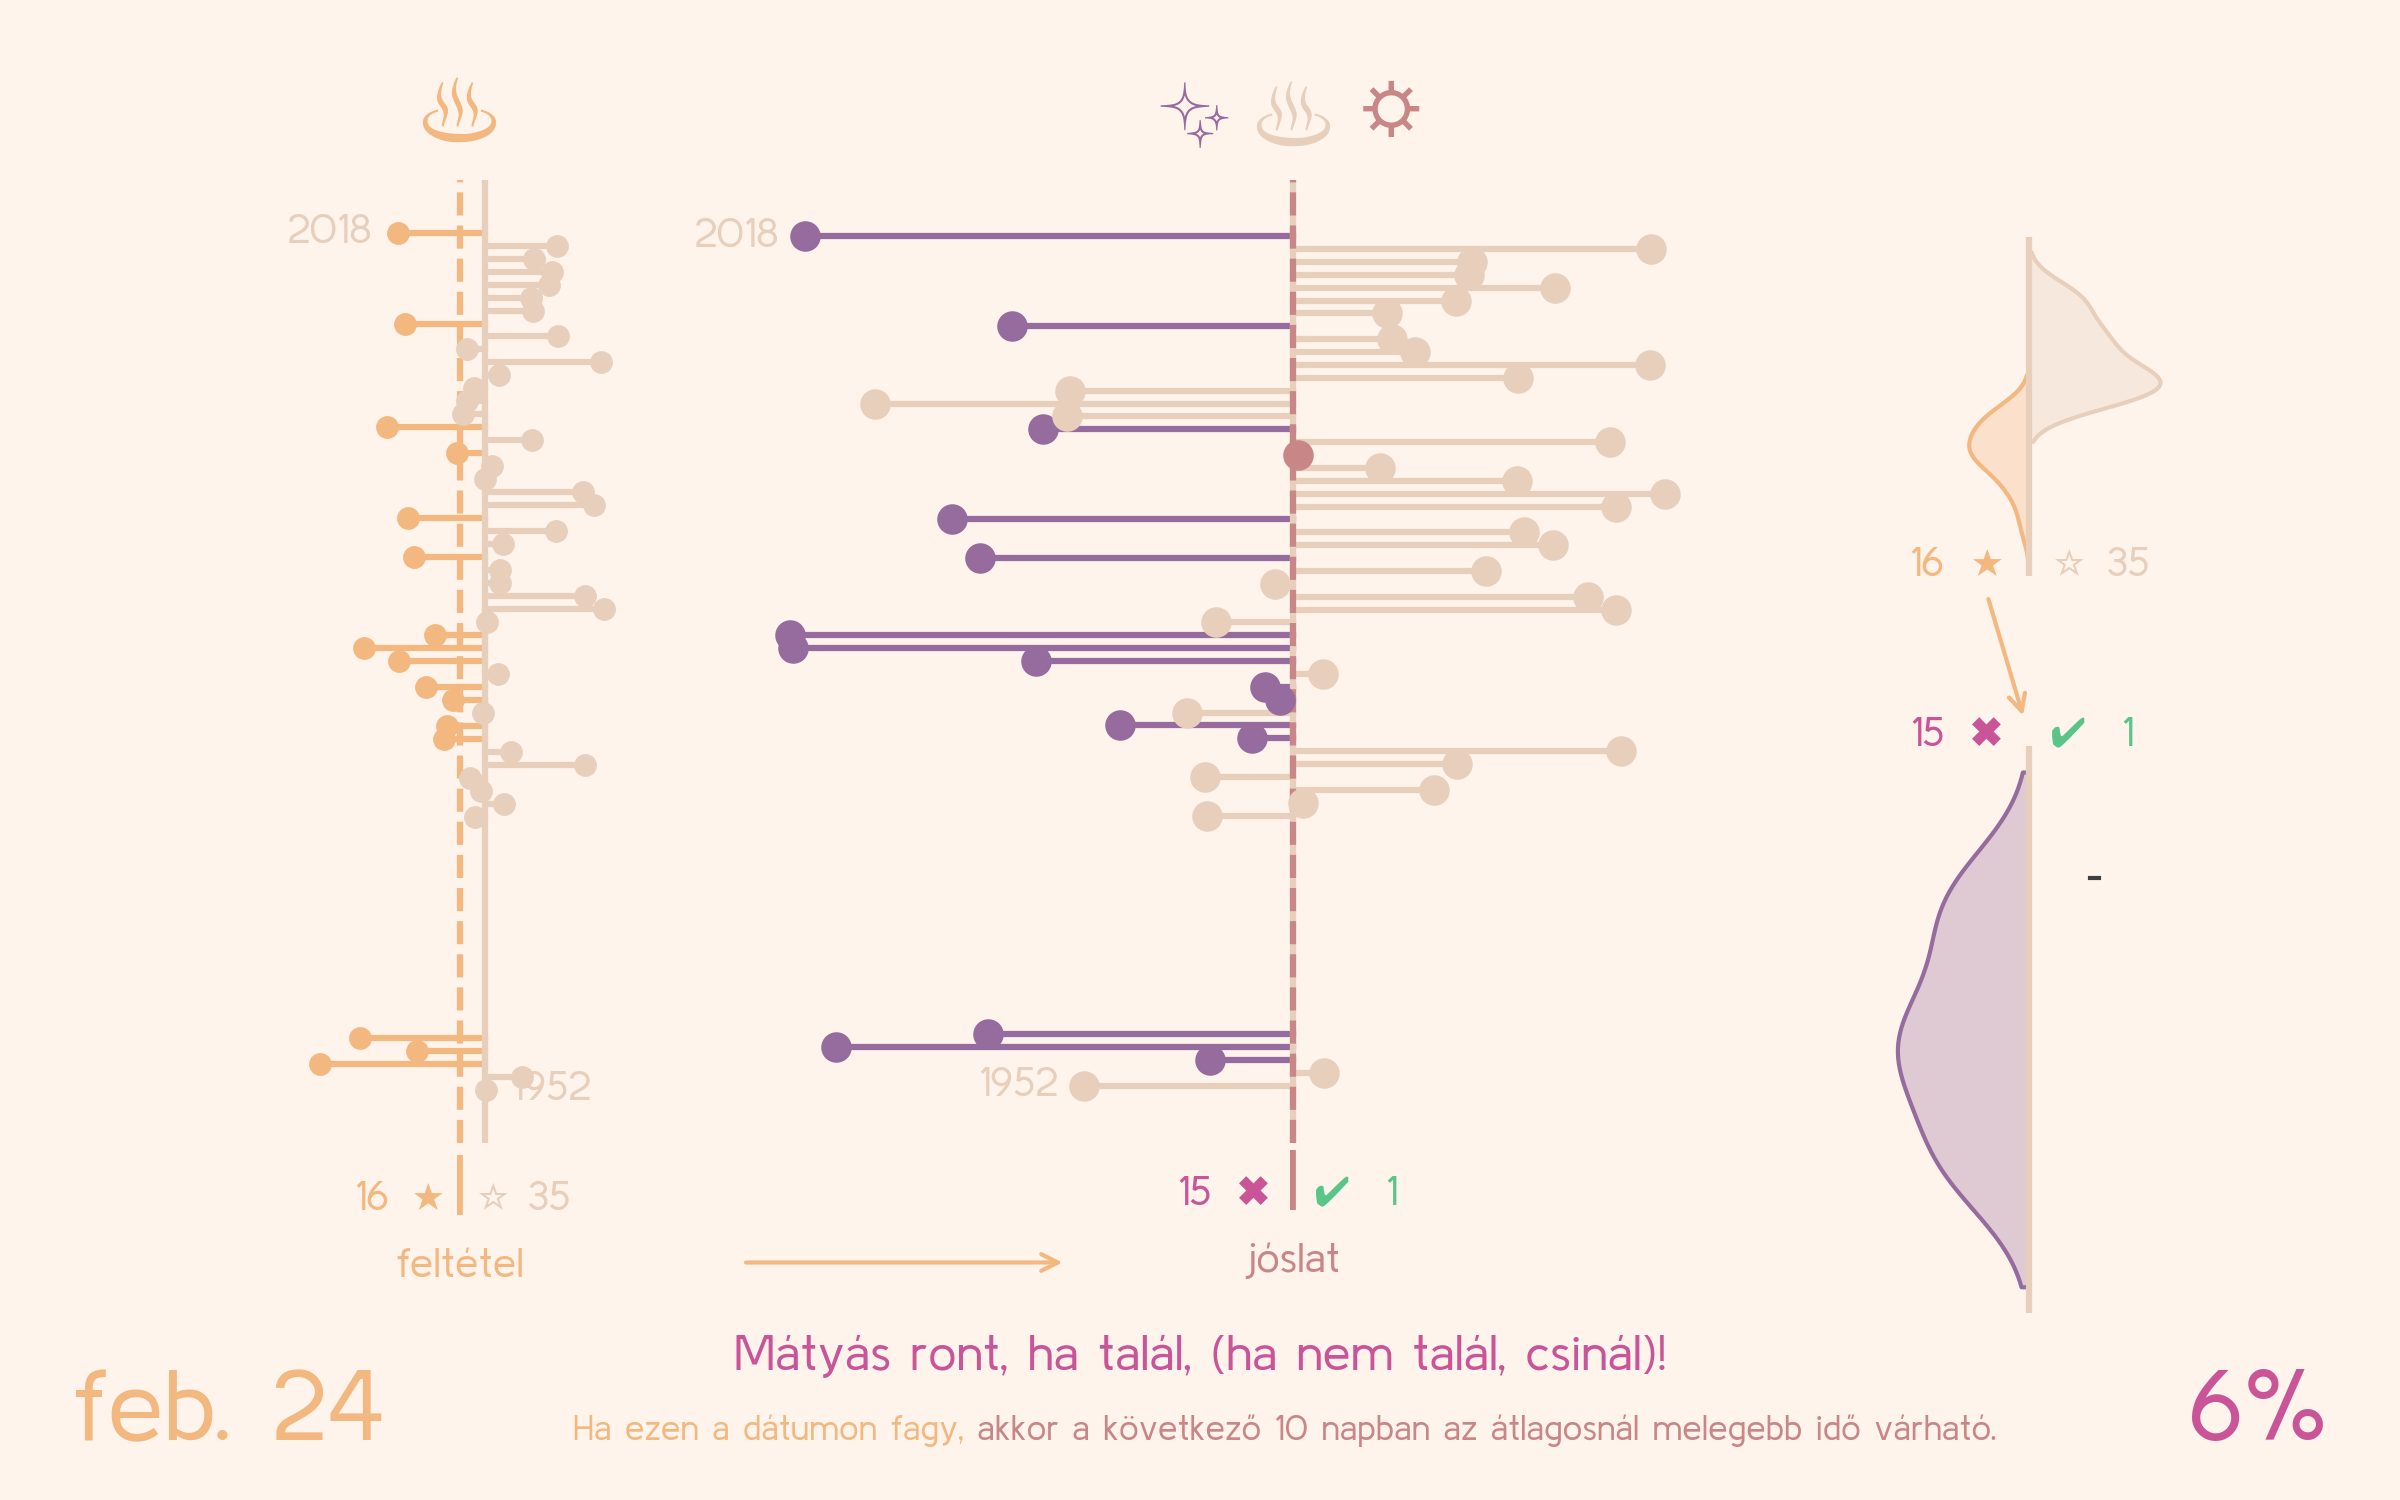 2018
2018
1952
1952
16 ★ ☆ 35
15 ✖ ✔ 1
-
16 ★ ☆ 35
15 ✖ ✔ 1
feltétel
jóslat
Mátyás ront, ha talál, (ha nem talál, csinál)!
feb. 24
Ha ezen a dátumon fagy, akkor a következő 10 napban az átlagosnál melegebb idő várható.
6%